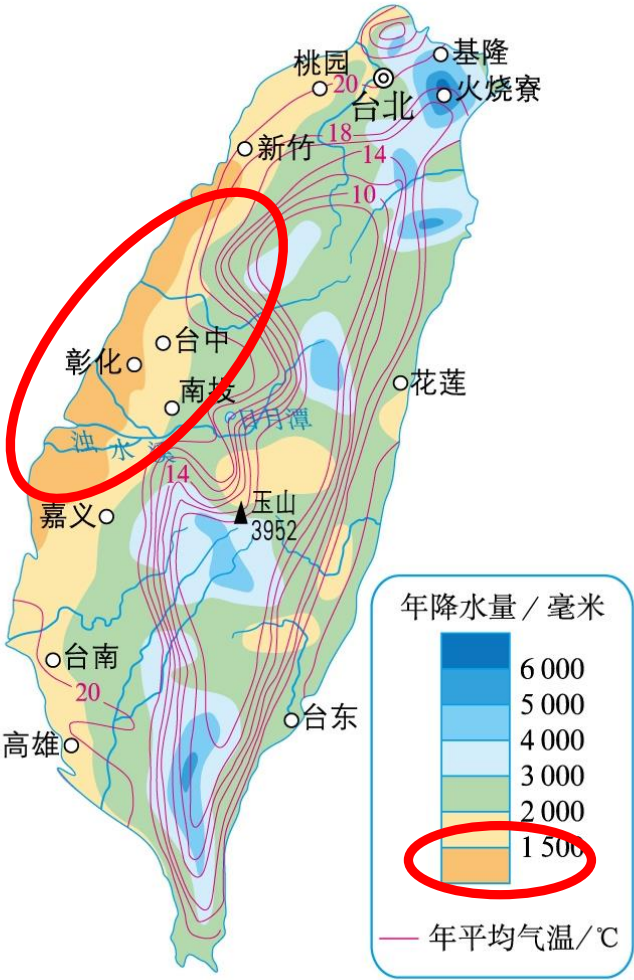 基隆
桃园
20
台北
火烧寮
18
新竹
14
10
台中
彰化
花莲
南投
日月潭
浊水溪
14
玉山
3952
嘉义
台南
20
台东
高雄
年降水量/毫米
6 000
5 000
4 000
3 000
2 000
1 500
年平均气温/℃